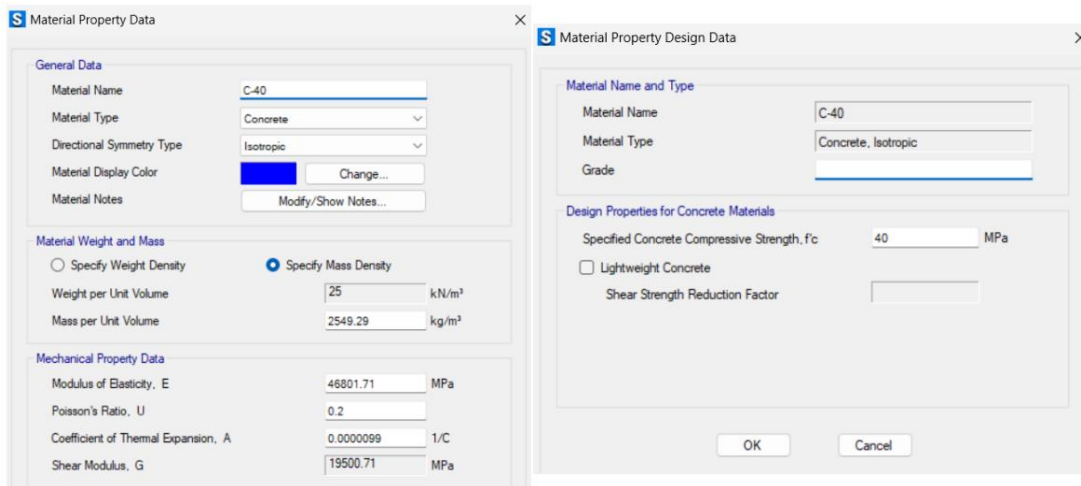 S Material Property Data
General Data
Material Name C-40
Material Type Concrete
Directional Symmetry Type Isotropic
Material Display Color Change...
Material Notes Modify/Show Notes...
Material Weight and Mass
Specify Weight Density Specify Mass Density
Weight per Unit Volume 25 kN/m³
Mass per Unit Volume 2549.29 kg/m³
Mechanical Property Data
Modulus of Elasticity, E 46801.71 MPa
Poisson's Ratio, U 0.2
Coefficient of Thermal Expansion, A 0.0000099 1/C
Shear Modulus, G 19500.71 MPa
S Material Property Design Data
Material Name and Type
Material Name C-40
Material Type Concrete, Isotropic
Grade
Design Properties for Concrete Materials
Specified Concrete Compressive Strength, f'c 40 MPa
Lightweight Concrete
Shear Strength Reduction Factor
OK Cancel